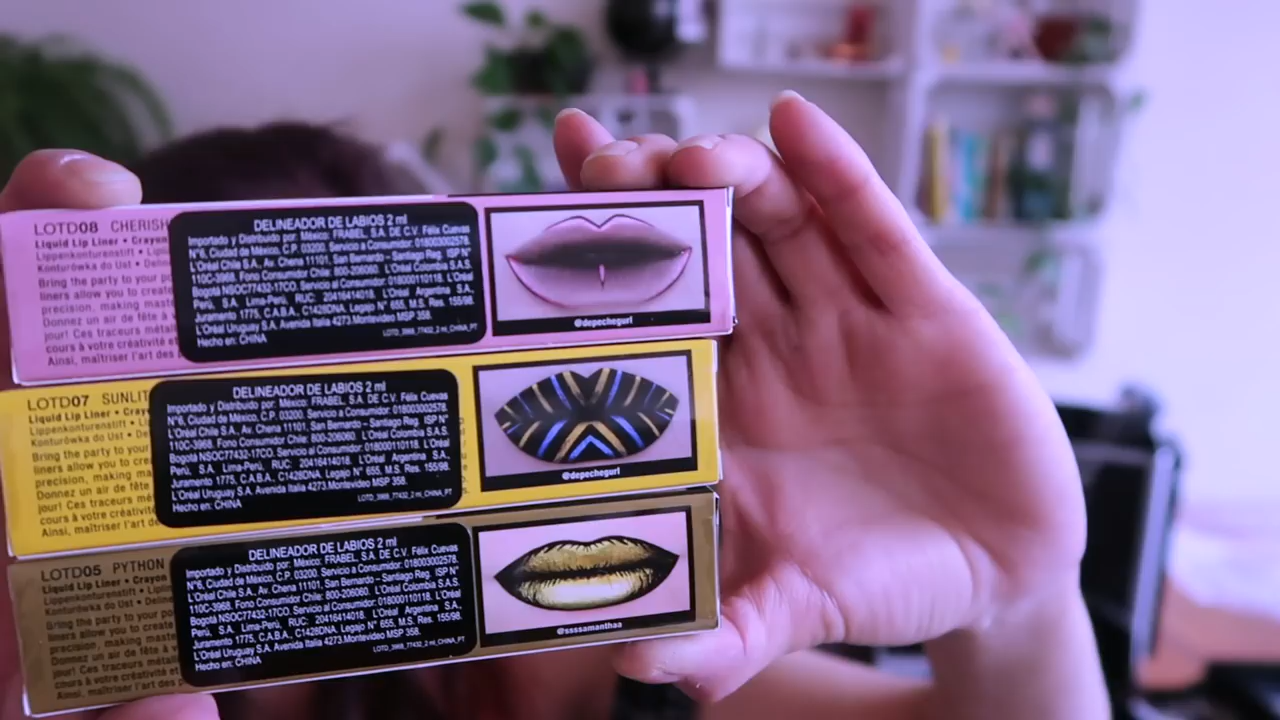 LOTD08 CHERISH
Liquid Lip Liner • Crayon
Lippenkonturenstift •
Konturówka do Ust •
Bring the party to your
liners allow you to create
precision, making
Donnez un air de fête à
jour! Ces traceurs
cours à votre créativité et
Ainsi, maîtriser l'art des
DELINEADOR DE LABIOS 2 ml
Importado y Distribuido por: México: FRABEL, S.A. DE C.V. Félix Cuevas
N°6, Ciudad de México, C.P. 03200. Servicio a Consumidor: 018003002578.
L'Oréal Chile S.A., Av. Chena 11101, San Bernardo – Santiago Reg. ISP N°
110C-3968. Fono Consumidor Chile: 800-206060. L'Oréal Colombia S.A.S.
Bogotá NSOC77432-17CO. Servicio al Consumidor: 018000110118. L'Oréal
Perú, S.A. Lima-Perú, RUC: 20416414018. L'Oréal Argentina S.A.,
Juramento 1775, C.A.B.A., C1428DNA, Legajo N° 655, M.S. Res. 155/98.
L'Oréal Uruguay S.A. Avenida Italia 4273.Montevideo MSP 358.
LOTD_3968_77432_2 ml_CHINA_PT
Hecho en: CHINA
@depechegurl
LOTD07 SUNLIT
Liquid Lip Liner •
Lippenkonturenstift •
Konturówka do Ust •
Bring the party to your
liners allow you to
precision, making
Donnez un air de fête
jour! Ces traceurs
cours à votre créativité
Ainsi, maîtriser l'art
DELINEADOR DE LABIOS 2 ml
Importado y Distribuido por: México: FRABEL, S.A. DE C.V. Félix Cuevas
N°6, Ciudad de México, C.P. 03200. Servicio a Consumidor: 018003002578.
L'Oréal Chile S.A., Av. Chena 11101, San Bernardo – Santiago Reg. ISP N°
110C-3968. Fono Consumidor Chile: 800-206060. L'Oréal Colombia S.A.S.
Bogotá NSOC77432-17CO. Servicio al Consumidor: 018000110118. L'Oréal
Perú, S.A. Lima-Perú, RUC: 20416414018. L'Oréal Argentina S.A.,
Juramento 1775, C.A.B.A., C1428DNA, Legajo N° 655, M.S. Res. 155/98.
L'Oréal Uruguay S.A. Avenida Italia 4273.Montevideo MSP 358.
LOTD_3968_77432_2 ml_CHINA_PT
Hecho en: CHINA
@depechegurl
LOTD05 PYTHON
Liquid Lip Liner • Crayon
Lippenkonturenstift •
Konturówka do Ust •
Bring the party to your
liners allow you to create
precision, making
Donnez un air de fête à
jour! Ces traceurs
cours à votre créativité et
Ainsi, maîtriser l'art des
DELINEADOR DE LABIOS 2 ml
Importado y Distribuido por: México: FRABEL, S.A. DE C.V. Félix Cuevas
N°6, Ciudad de México, C.P. 03200. Servicio a Consumidor: 018003002578.
L'Oréal Chile S.A., Av. Chena 11101, San Bernardo – Santiago Reg. ISP N°
110C-3968. Fono Consumidor Chile: 800-206060. L'Oréal Colombia S.A.S.
Bogotá NSOC77432-17CO. Servicio al Consumidor: 018000110118. L'Oréal
Perú, S.A. Lima-Perú, RUC: 20416414018. L'Oréal Argentina S.A.,
Juramento 1775, C.A.B.A., C1428DNA, Legajo N° 655, M.S. Res. 155/98.
L'Oréal Uruguay S.A. Avenida Italia 4273.Montevideo MSP 358.
LOTD_3968_77432_2 ml_CHINA_PT
Hecho en: CHINA
@ssssamanthaa